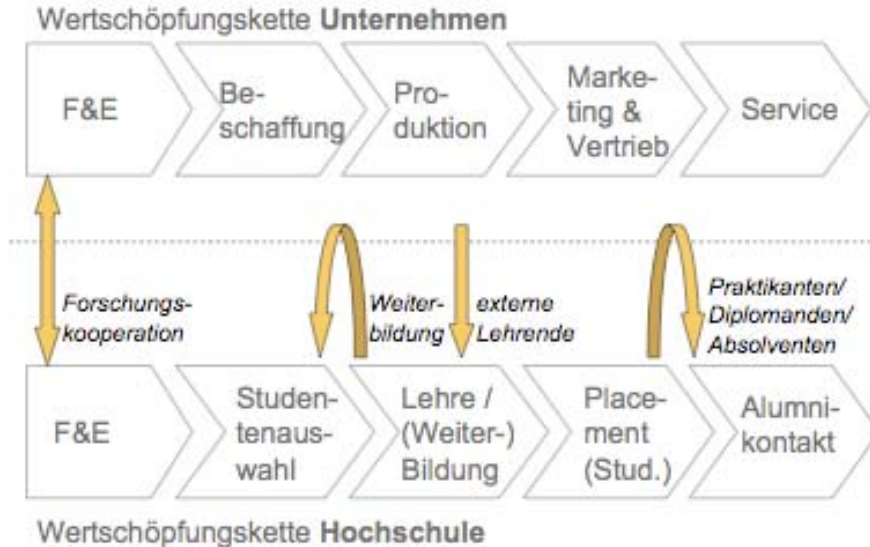 Wertschöpfungskette Unternehmen
F&E
Be-
schaffung
Pro-
duktion
Marke-
ting &
Vertrieb
Service
Forschungs-
kooperation
Weiter-
bildung
externe
Lehrende
Praktikanten/
Diplomanden/
Absolventen
F&E
Studen-
tenaus-
wahl
Lehre /
(Weiter-)
Bildung
Place-
ment
(Stud.)
Alumni-
kontakt
Wertschöpfungskette Hochschule